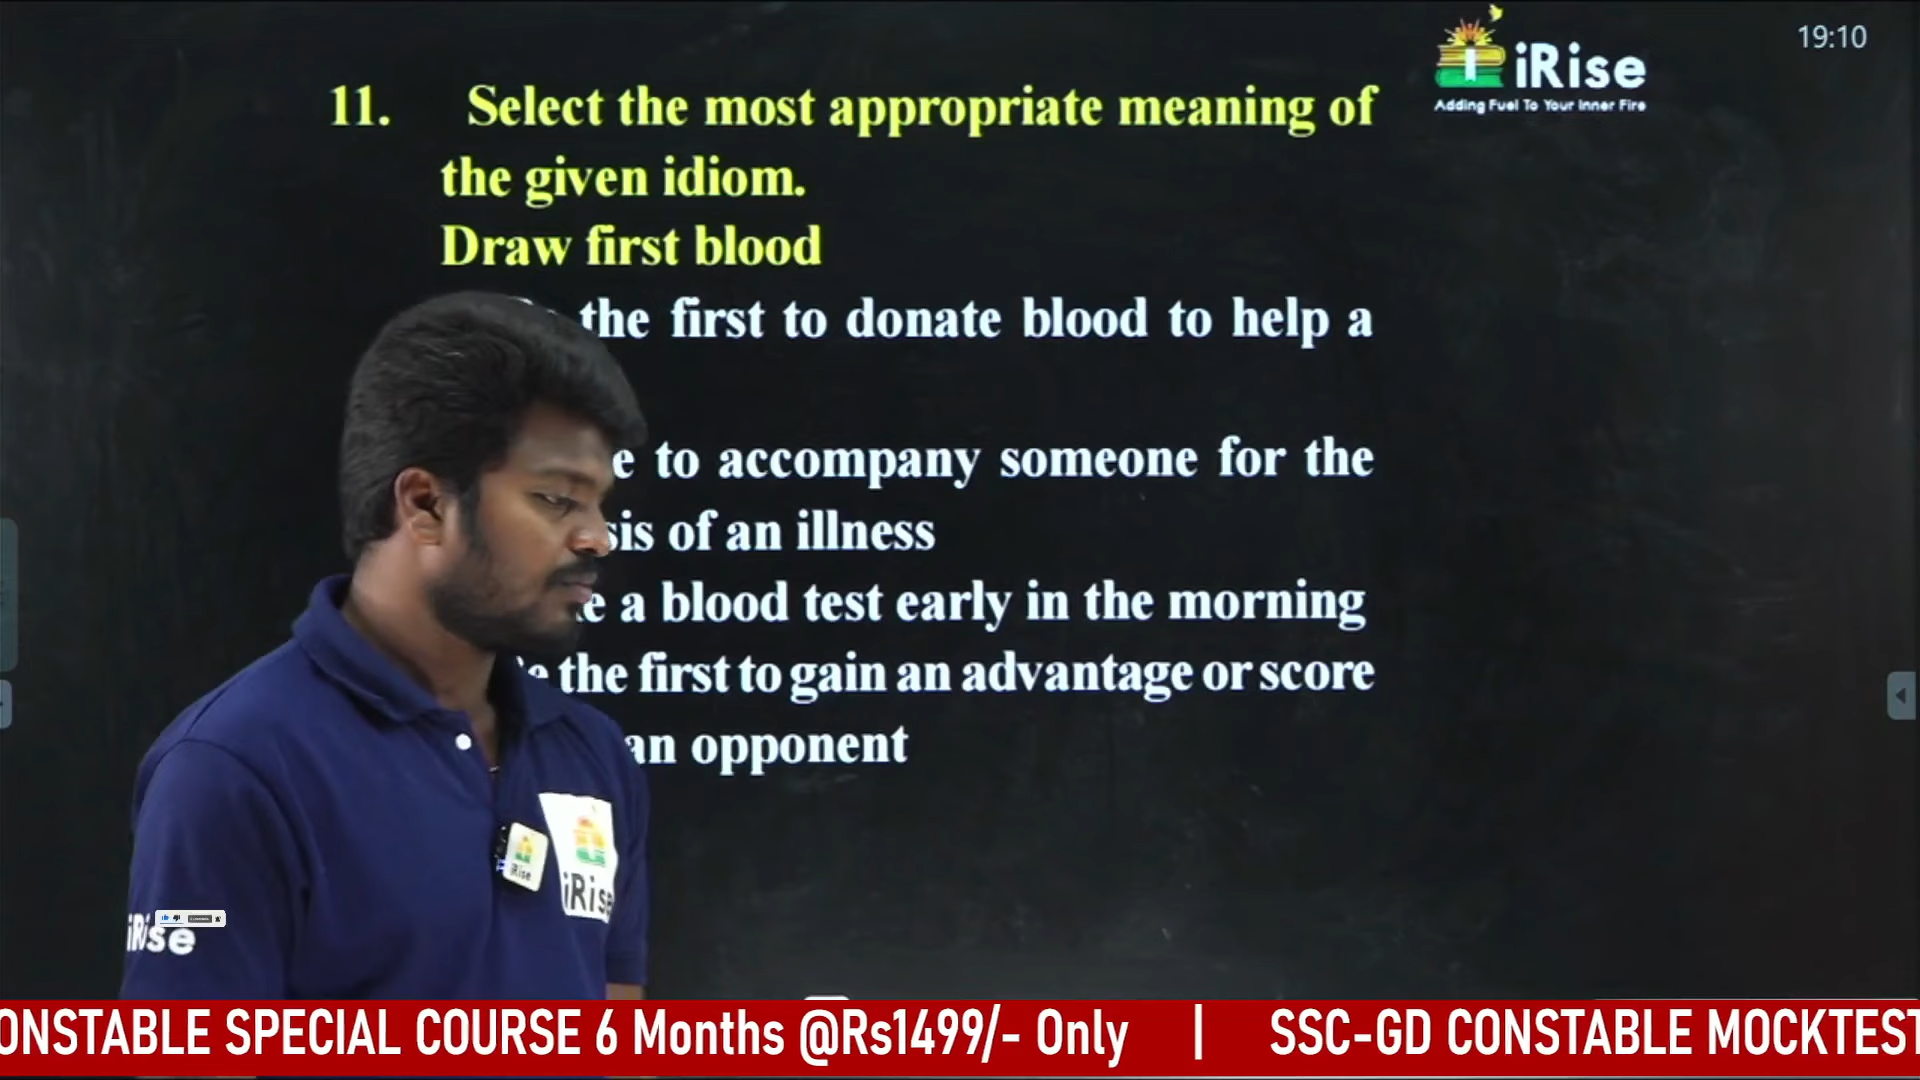 19:10
iRise
Adding Fuel To Your Inner Fire
11. Select the most appropriate meaning of
the given idiom.
Draw first blood
the first to donate blood to help a
to accompany someone for the
of an illness
a blood test early in the morning
the first to gain an advantage or score
an opponent
iRise
iRise
iRise
CONSTABLE SPECIAL COURSE 6 Months @Rs1499/- Only | SSC-GD CONSTABLE MOCKTEST